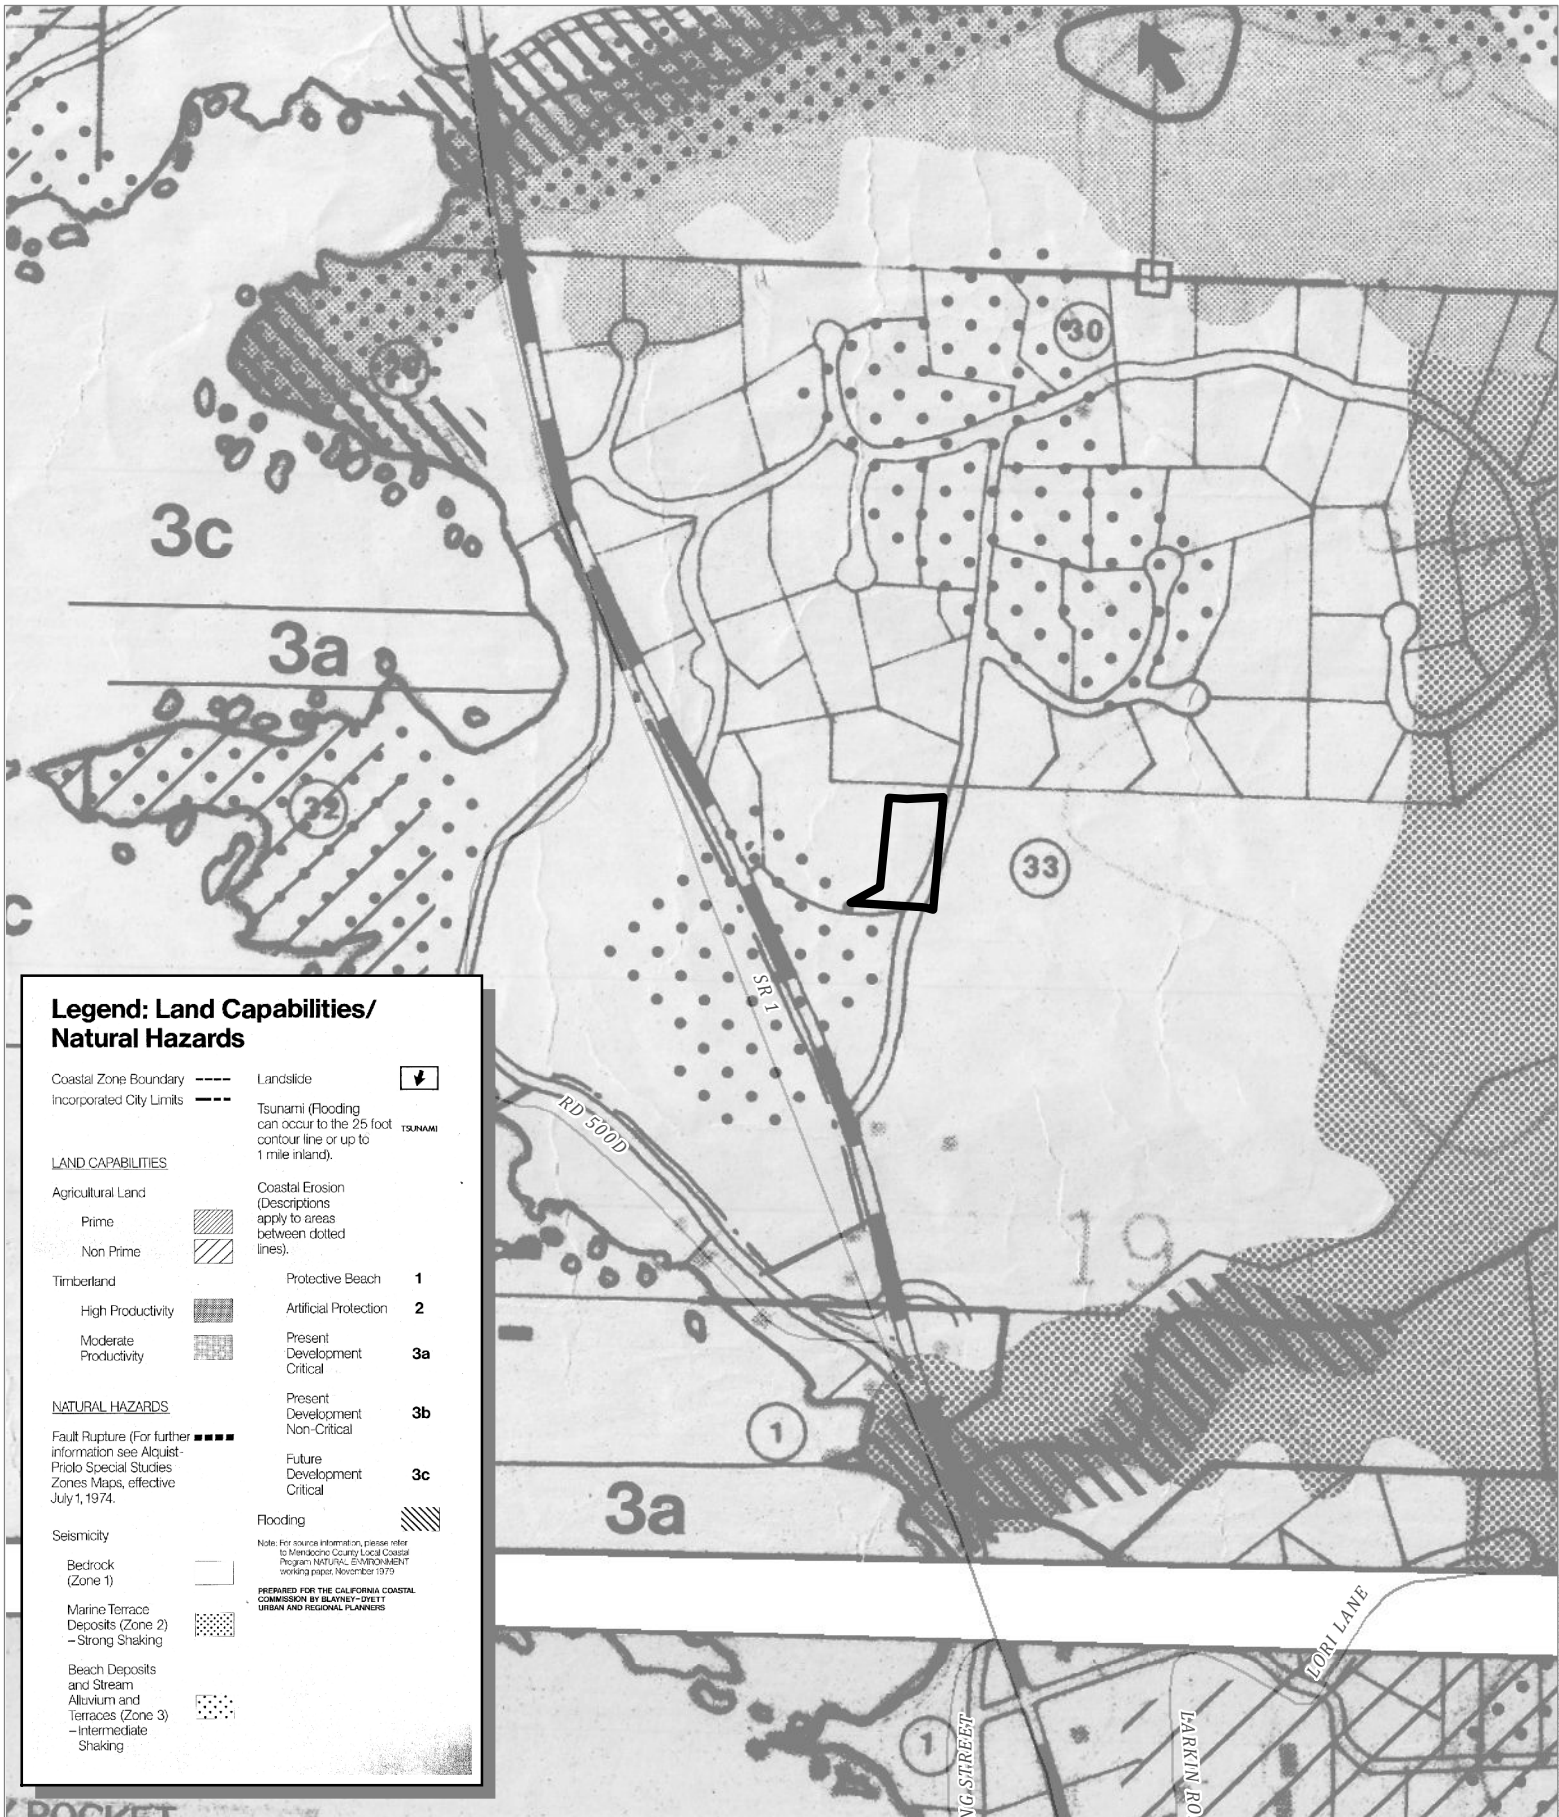 30
3c
3a
32
33
c
SR 1
RD 500D
19
1
3a
LORI LANE
1
LARKIN RO
NG STREET
POCKET
Legend: Land Capabilities/
Natural Hazards
Coastal Zone Boundary
Incorporated City Limits
LAND CAPABILITIES
Agricultural Land
Prime
Non Prime
Timberland
High Productivity
Moderate
Productivity
NATURAL HAZARDS
Fault Rupture (For further
information see Alquist-
Priolo Special Studies
Zones Maps, effective
July 1, 1974.
Seismicity
Bedrock
(Zone 1)
Marine Terrace
Deposits (Zone 2)
– Strong Shaking
Beach Deposits
and Stream
Alluvium and
Terraces (Zone 3)
– Intermediate
Shaking
Landslide
Tsunami (Flooding
can occur to the 25 foot
contour line or up to
1 mile inland).
TSUNAMI
Coastal Erosion
(Descriptions
apply to areas
between dotted
lines).
Protective Beach 1
Artificial Protection 2
Present
Development 3a
Critical
Present
Development 3b
Non-Critical
Future
Development 3c
Critical
Flooding
Note: For source information, please refer
to Mendocino County Local Coastal
Program NATURAL ENVIRONMENT
working paper, November 1979
PREPARED FOR THE CALIFORNIA COASTAL
COMMISSION BY BLAYNEY–DYETT
URBAN AND REGIONAL PLANNERS